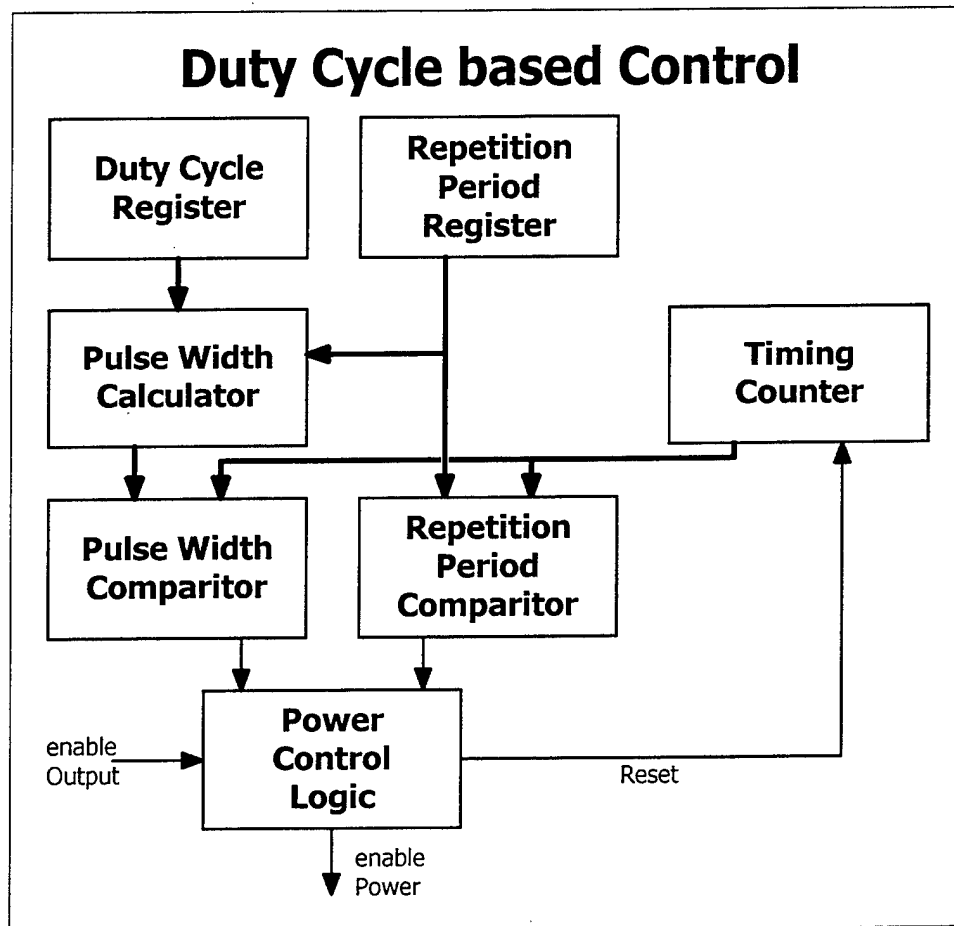 Duty Cycle based Control
Duty Cycle
Register
Repetition
Period
Register
Pulse Width
Calculator
Timing
Counter
Pulse Width
Comparitor
Repetition
Period
Comparitor
Power
Control
Logic
enable
Output
Reset
enable
Power